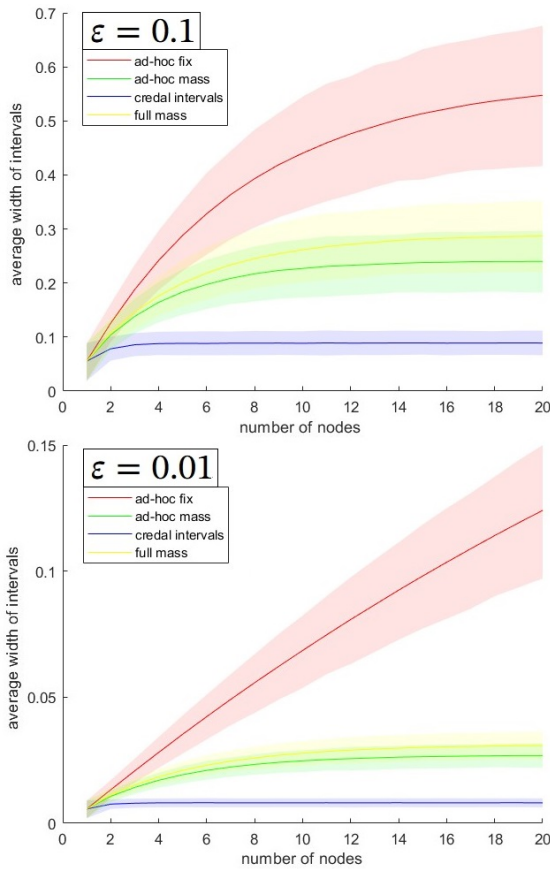 0.7
0.6
0.5
0.4
0.3
0.2
0.1
0
average width of intervals
ε = 0.1
ad-hoc fix
ad-hoc mass
credal intervals
full mass
0 2 4 6 8 10 12 14 16 18 20
number of nodes
0.15
0.1
0.05
0
average width of intervals
ε = 0.01
ad-hoc fix
ad-hoc mass
credal intervals
full mass
0 2 4 6 8 10 12 14 16 18 20
number of nodes